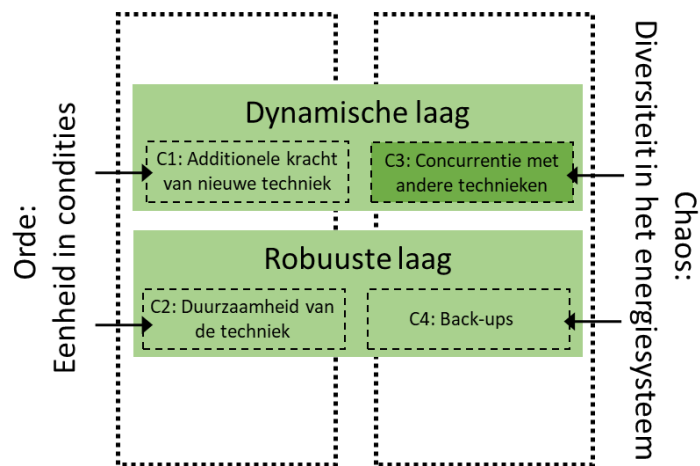 Orde:
Eenheid in condities
Dynamische laag
C1: Additionele kracht
van nieuwe techniek
C3: Concurrentie met
andere technieken
Robuuste laag
C2: Duurzaamheid van
de techniek
C4: Back-ups
Chaos:
Diversiteit in het energiesysteem